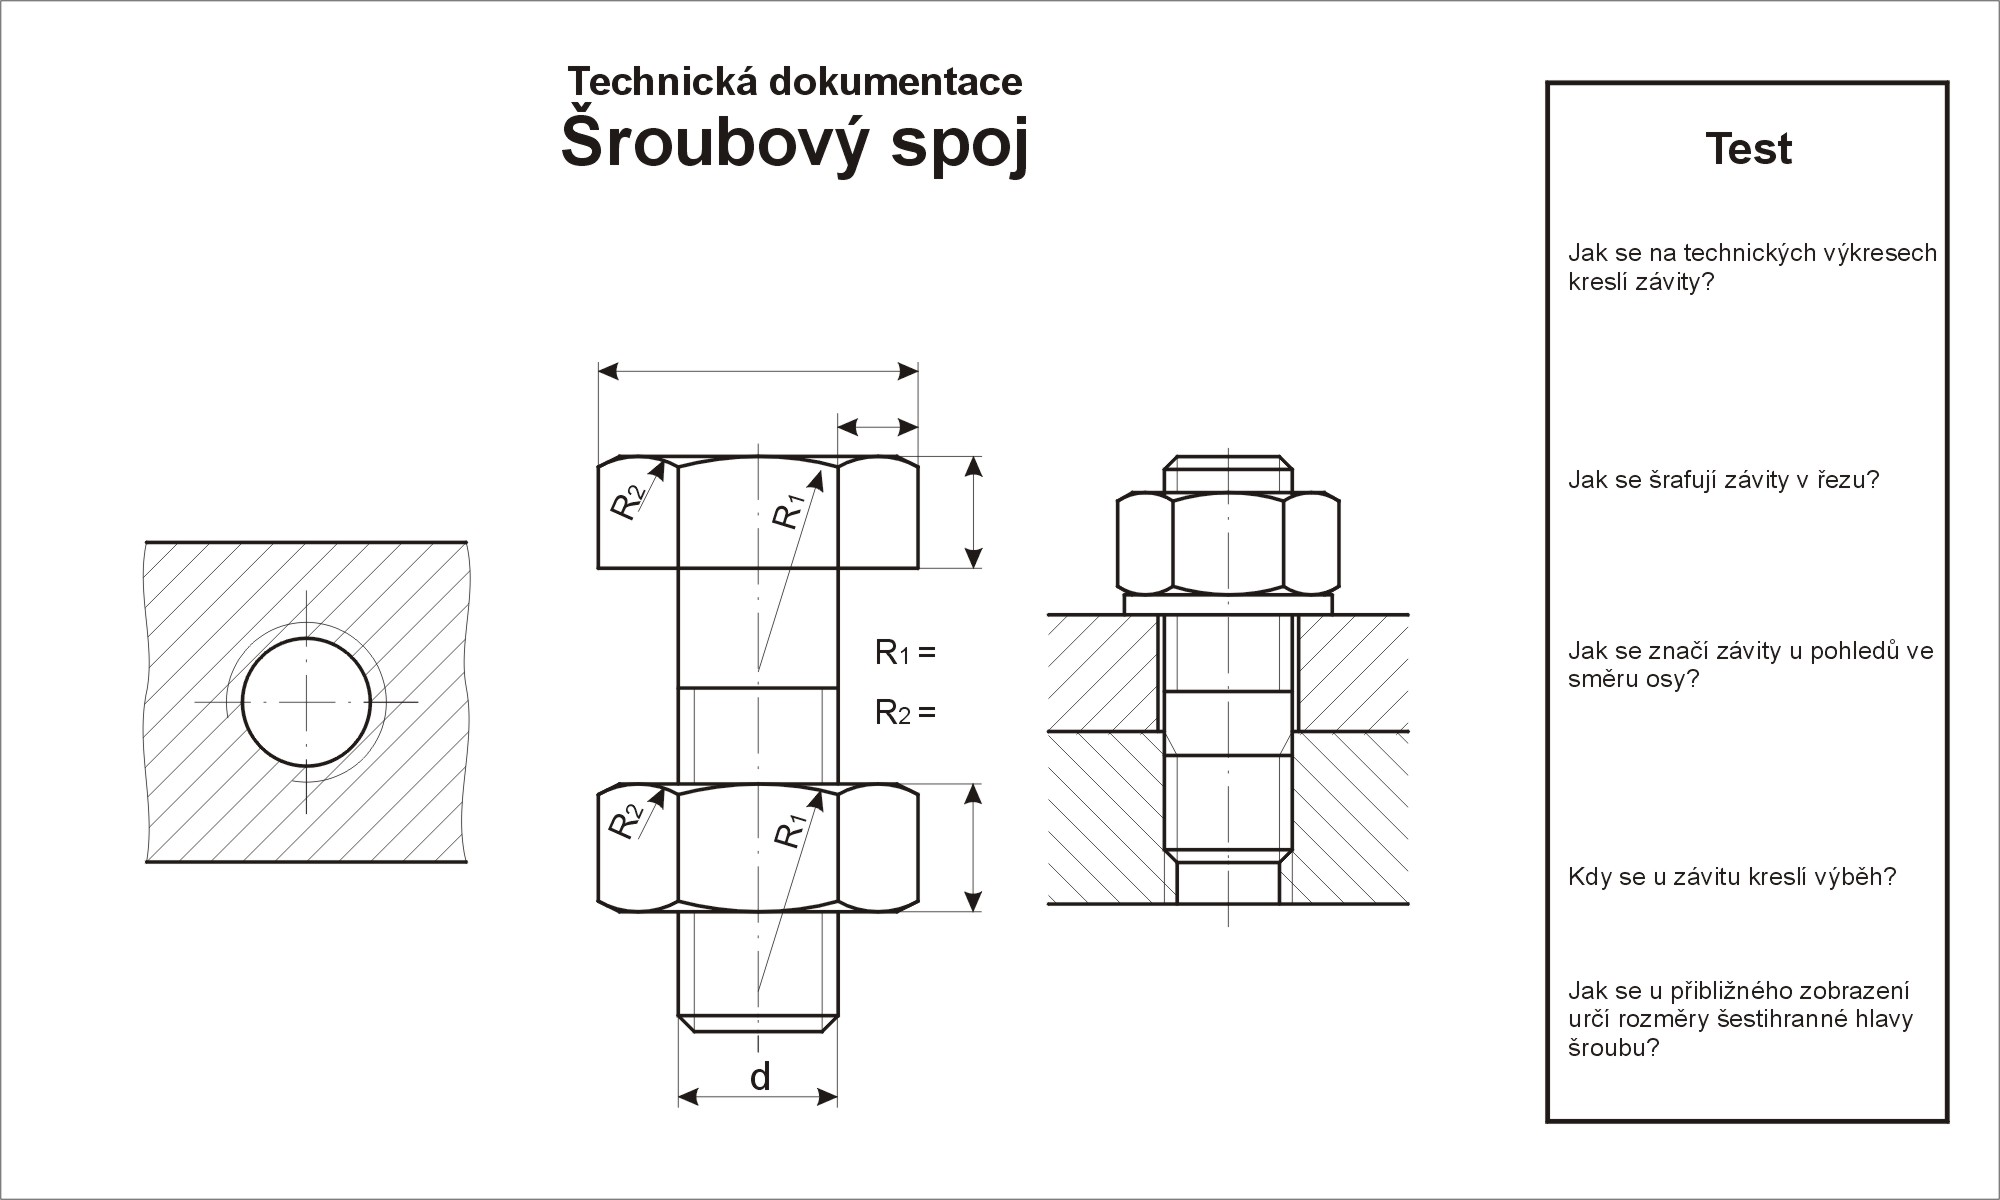 Technická dokumentace
Šroubový spoj
R2
R1
R1 =
R2 =
R2
R1
d
Test
Jak se na technických výkresech
kreslí závity?
Jak se šrafují závity v řezu?
Jak se značí závity u pohledů ve
směru osy?
Kdy se u závitu kreslí výběh?
Jak se u přibližného zobrazení
určí rozměry šestihranné hlavy
šroubu?